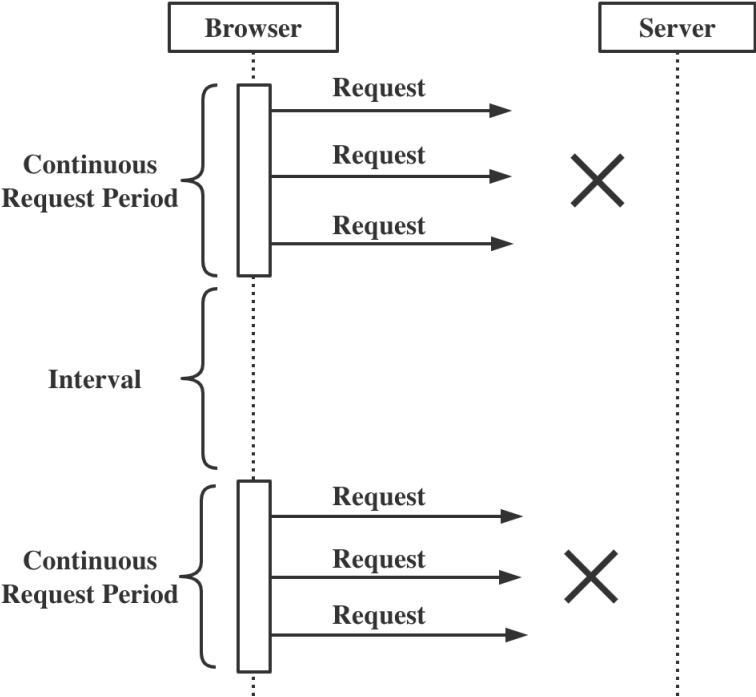 Browser
Server
Request
Continuous
Request Period
Request
Request
Interval
Request
Continuous
Request Period
Request
Request